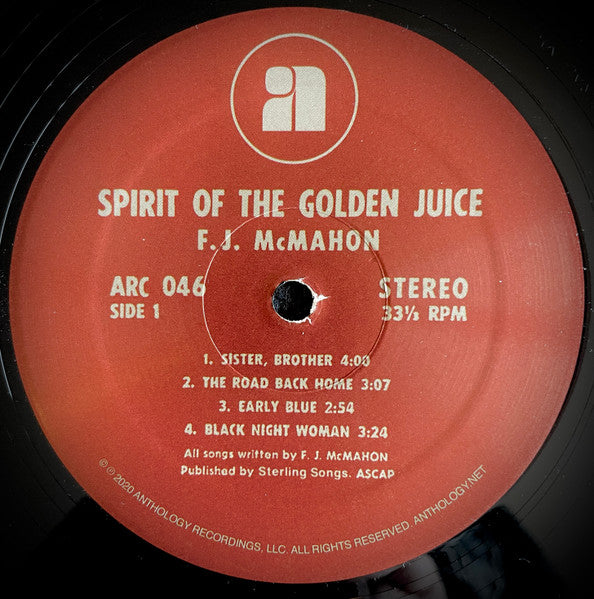 SPIRIT OF THE GOLDEN JUICE
F. J. McMAHON
ARC 046
STEREO
SIDE 1
33⅓ RPM
1. SISTER, BROTHER 4:00
2. THE ROAD BACK HOME 3:07
3. EARLY BLUE 2:54
4. BLACK NIGHT WOMAN 3:24
All songs written by F. J. McMAHON
Published by Sterling Songs. ASCAP
© ℗ 2020 ANTHOLOGY RECORDINGS, LLC. ALL RIGHTS RESERVED. ANTHOLOGY.NET